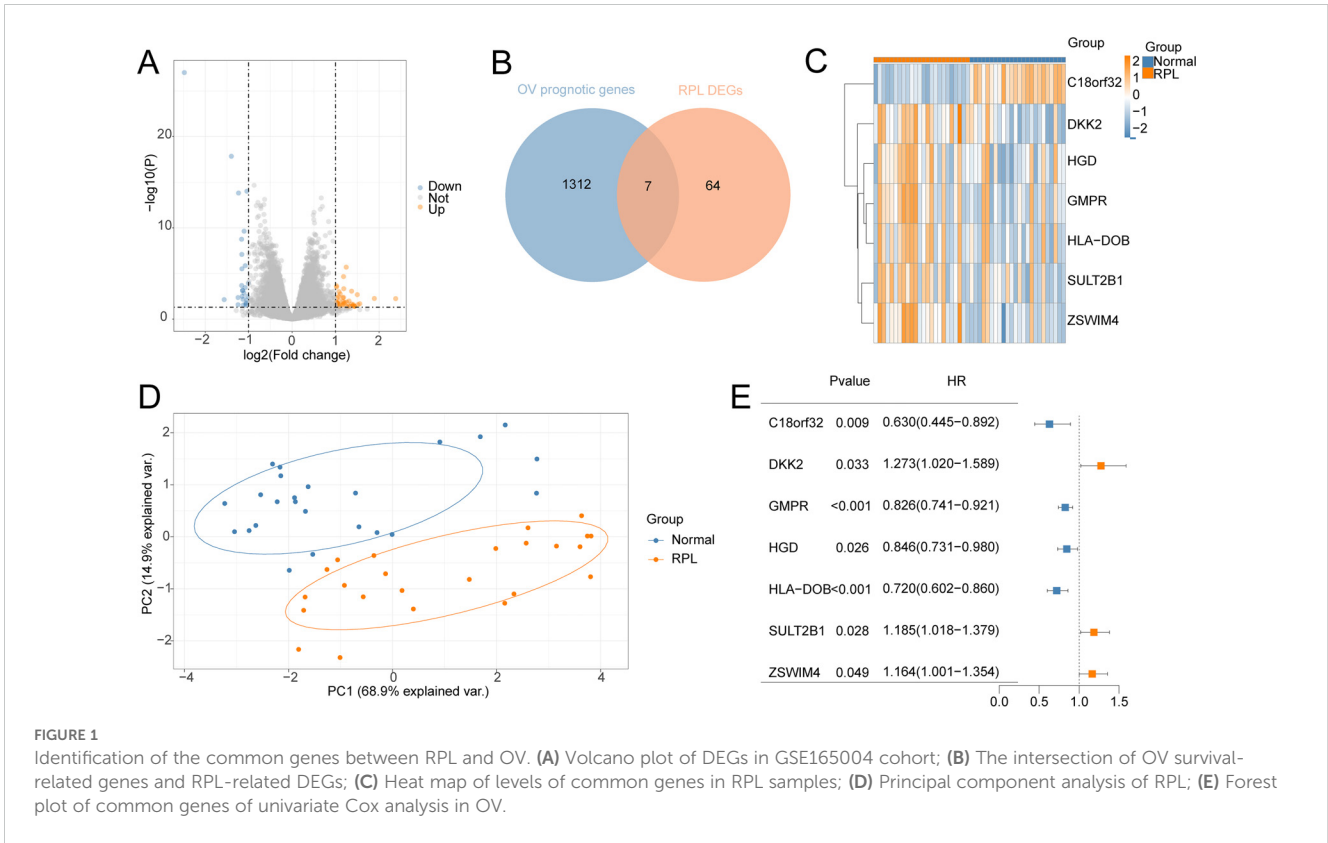 A
20
10
0
−log10(P)
−2
−1
0
1
2
log2(Fold change)
Down
Not
Up
B
OV prognotic genes
RPL DEGs
1312
7
64
C
Group
C18orf32
DKK2
HGD
GMPR
HLA−DOB
SULT2B1
ZSWIM4
2
1
0
−1
−2
Group
Normal
RPL
D
2
1
0
−1
−2
PC2 (14.9% explained var.)
−4
−2
0
2
4
PC1 (68.9% explained var.)
Group
Normal
RPL
E
Pvalue HR
C18orf32 0.009 0.630(0.445−0.892)
DKK2 0.033 1.273(1.020−1.589)
GMPR <0.001 0.826(0.741−0.921)
HGD 0.026 0.846(0.731−0.980)
HLA−DOB<0.001 0.720(0.602−0.860)
SULT2B1 0.028 1.185(1.018−1.379)
ZSWIM4 0.049 1.164(1.001−1.354)
0.0 0.5 1.0 1.5
FIGURE 1
Identification of the common genes between RPL and OV. (A) Volcano plot of DEGs in GSE165004 cohort; (B) The intersection of OV survival-
related genes and RPL-related DEGs; (C) Heat map of levels of common genes in RPL samples; (D) Principal component analysis of RPL; (E) Forest
plot of common genes of univariate Cox analysis in OV.